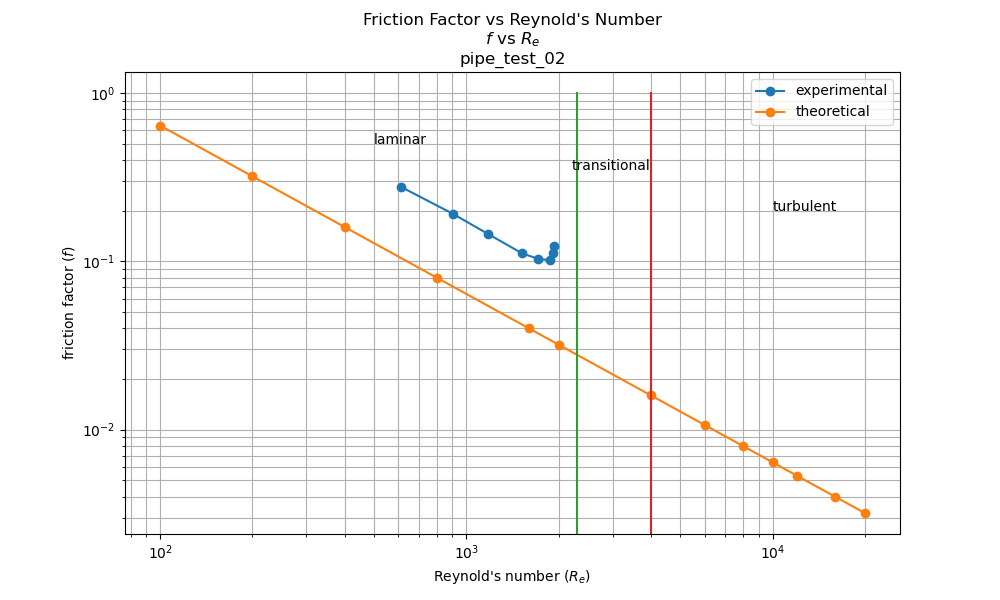 Friction Factor vs Reynold's Number
f vs Rₑ
pipe_test_02
experimental
theoretical
laminar
transitional
turbulent
friction factor (f)
10⁰
10⁻¹
10⁻²
10² 10³ 10⁴
Reynold's number (Rₑ)